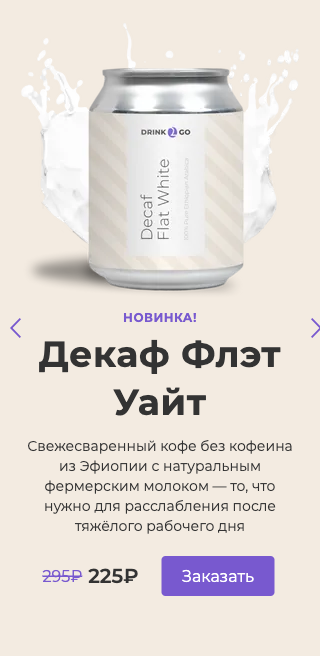 DRINK 2 GO
Decaf
Flat White
100% Pure Ethiopian Arabica
НОВИНКА!
Декаф Флэт
Уайт
Свежесваренный кофе без кофеина
из Эфиопии с натуральным
фермерским молоком — то, что
нужно для расслабления после
тяжёлого рабочего дня
295₽ 225₽
Заказать